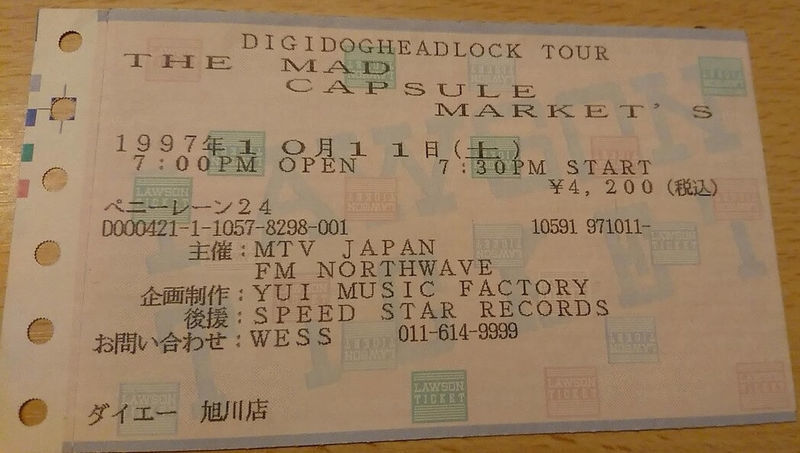 DIGIDOGHEADLOCK TOUR
THE MAD
CAPSULE
MARKET'S
1997年10月11日(土)
7:00PM OPEN 7:30PM START
¥4,200(税込)
ペニーレーン24
D000421-1-1057-8298-001 10591 971011-
主催:MTV JAPAN
FM NORTHWAVE
企画制作:YUI MUSIC FACTORY
後援:SPEED STAR RECORDS
お問い合わせ:WESS 011-614-9999
ダイエー 旭川店
LAWSON TICKET